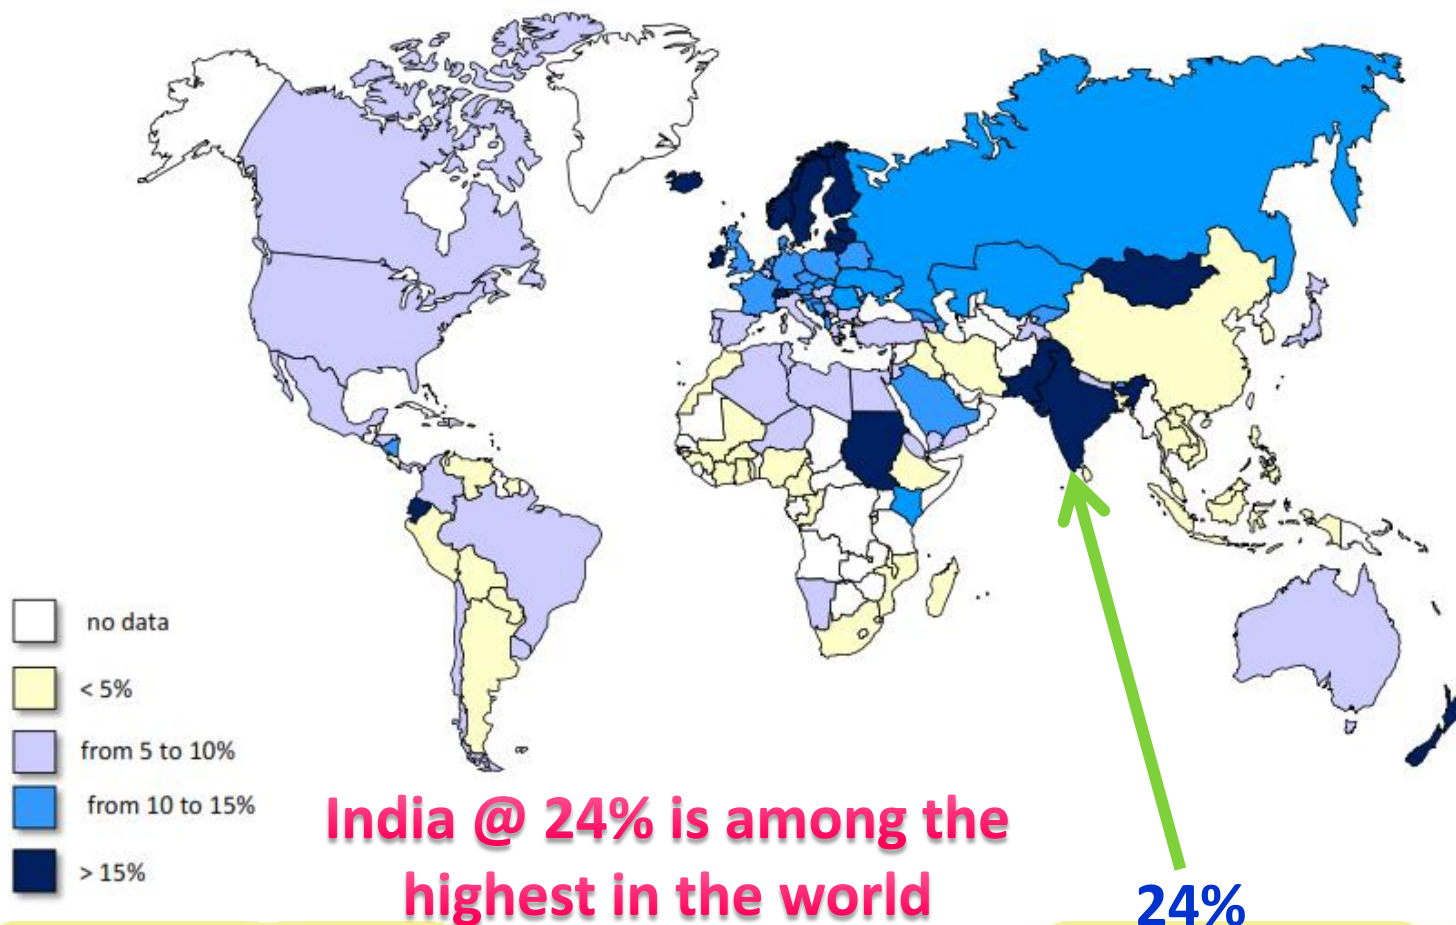 no data
< 5%
from 5 to 10%
from 10 to 15%
> 15%
India @ 24% is among the
highest in the world
24%